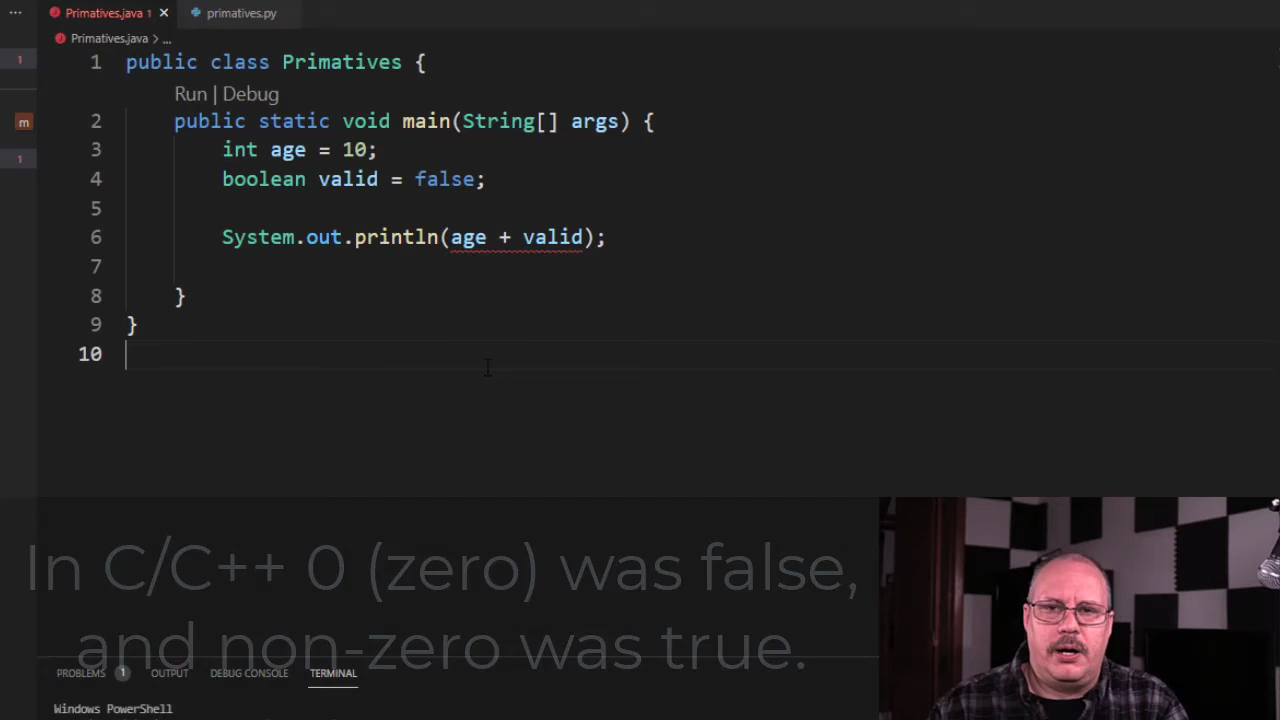 ... Primatives.java 1 × primatives.py
Primatives.java > ...
1 public class Primatives {
Run | Debug
2 public static void main(String[] args) {
3 int age = 10;
4 boolean valid = false;
5
6 System.out.println(age + valid);
7
8 }
9 }
10
1
m
1
In C/C++ 0 (zero) was false,
and non-zero was true.
PROBLEMS 1 OUTPUT DEBUG CONSOLE TERMINAL
Windows PowerShell